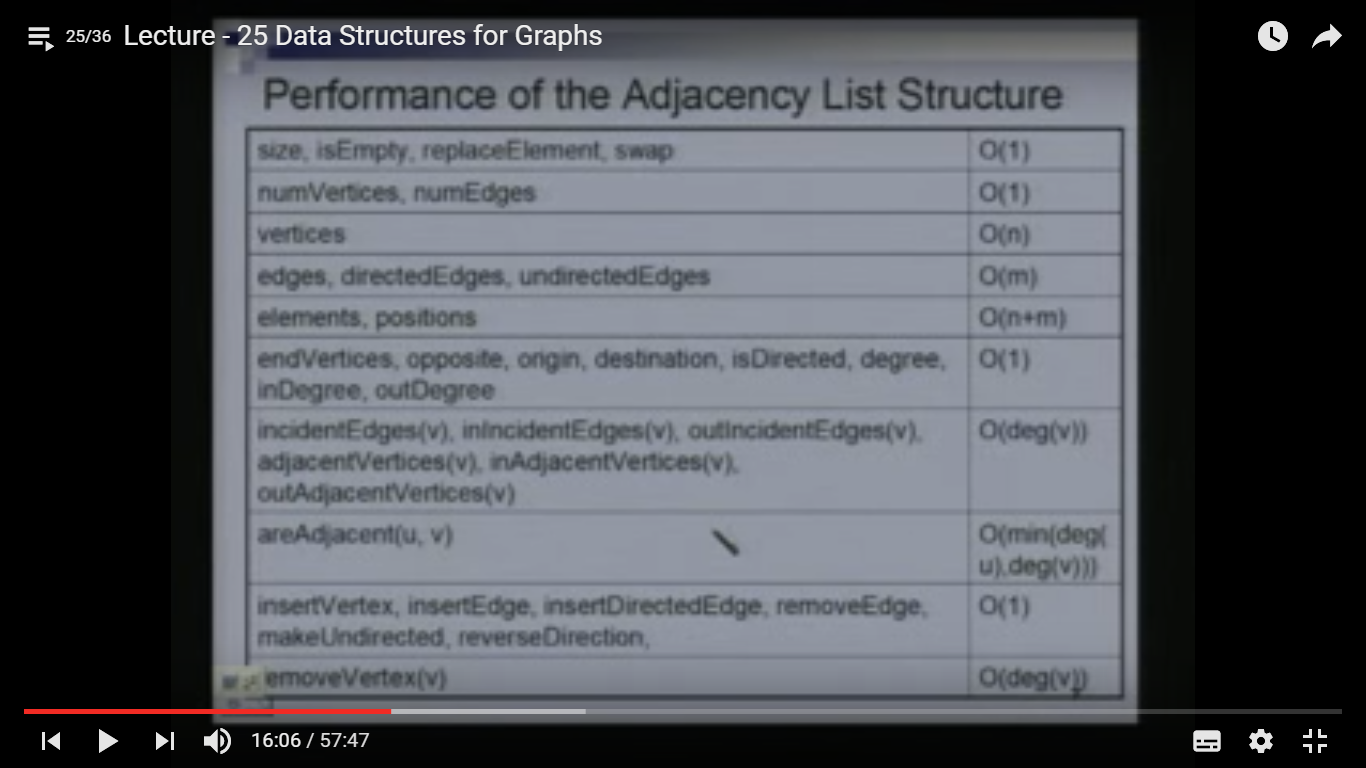 25/36 Lecture - 25 Data Structures for Graphs
Performance of the Adjacency List Structure
size, isEmpty, replaceElement, swap O(1)
numVertices, numEdges O(1)
vertices O(n)
edges, directedEdges, undirectedEdges O(m)
elements, positions O(n+m)
endVertices, opposite, origin, destination, isDirected, degree, O(1)
inDegree, outDegree
incidentEdges(v), inIncidentEdges(v), outIncidentEdges(v), O(deg(v))
adjacentVertices(v), inAdjacentVertices(v),
outAdjacentVertices(v)
areAdjacent(u, v) O(min(deg(
u),deg(v)))
insertVertex, insertEdge, insertDirectedEdge, removeEdge, O(1)
makeUndirected, reverseDirection,
emoveVertex(v) O(deg(v))
16:06 / 57:47